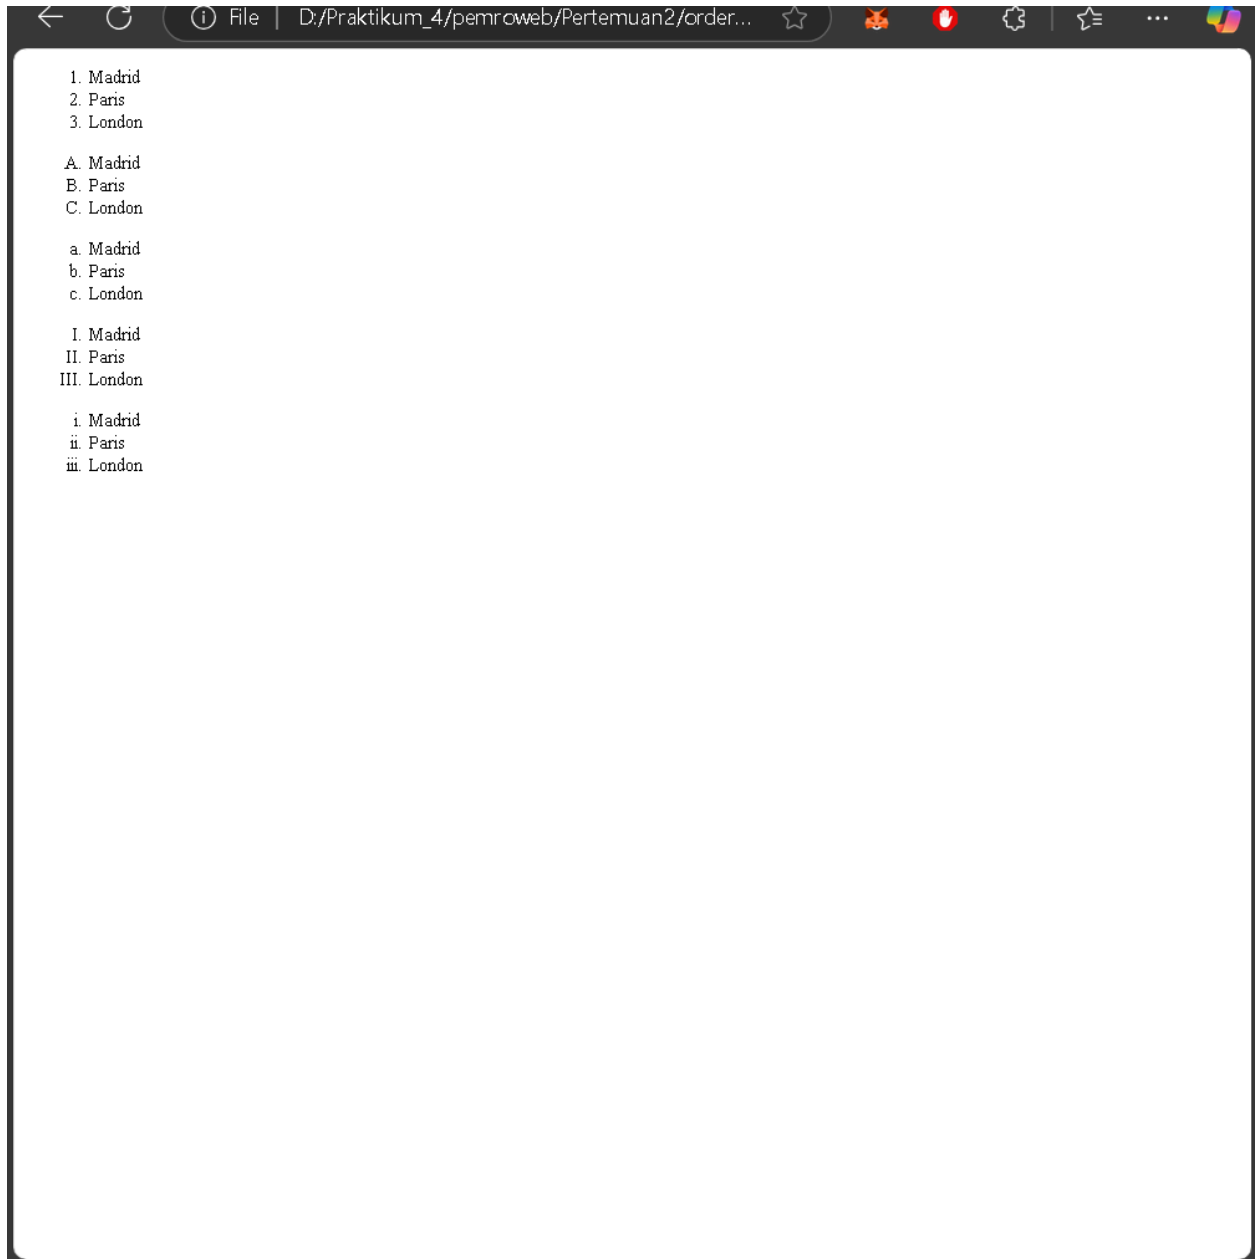 File | D:/Praktikum_4/pemroweb/Pertemuan2/order...
1. Madrid
2. Paris
3. London
A. Madrid
B. Paris
C. London
a. Madrid
b. Paris
c. London
I. Madrid
II. Paris
III. London
i. Madrid
ii. Paris
iii. London